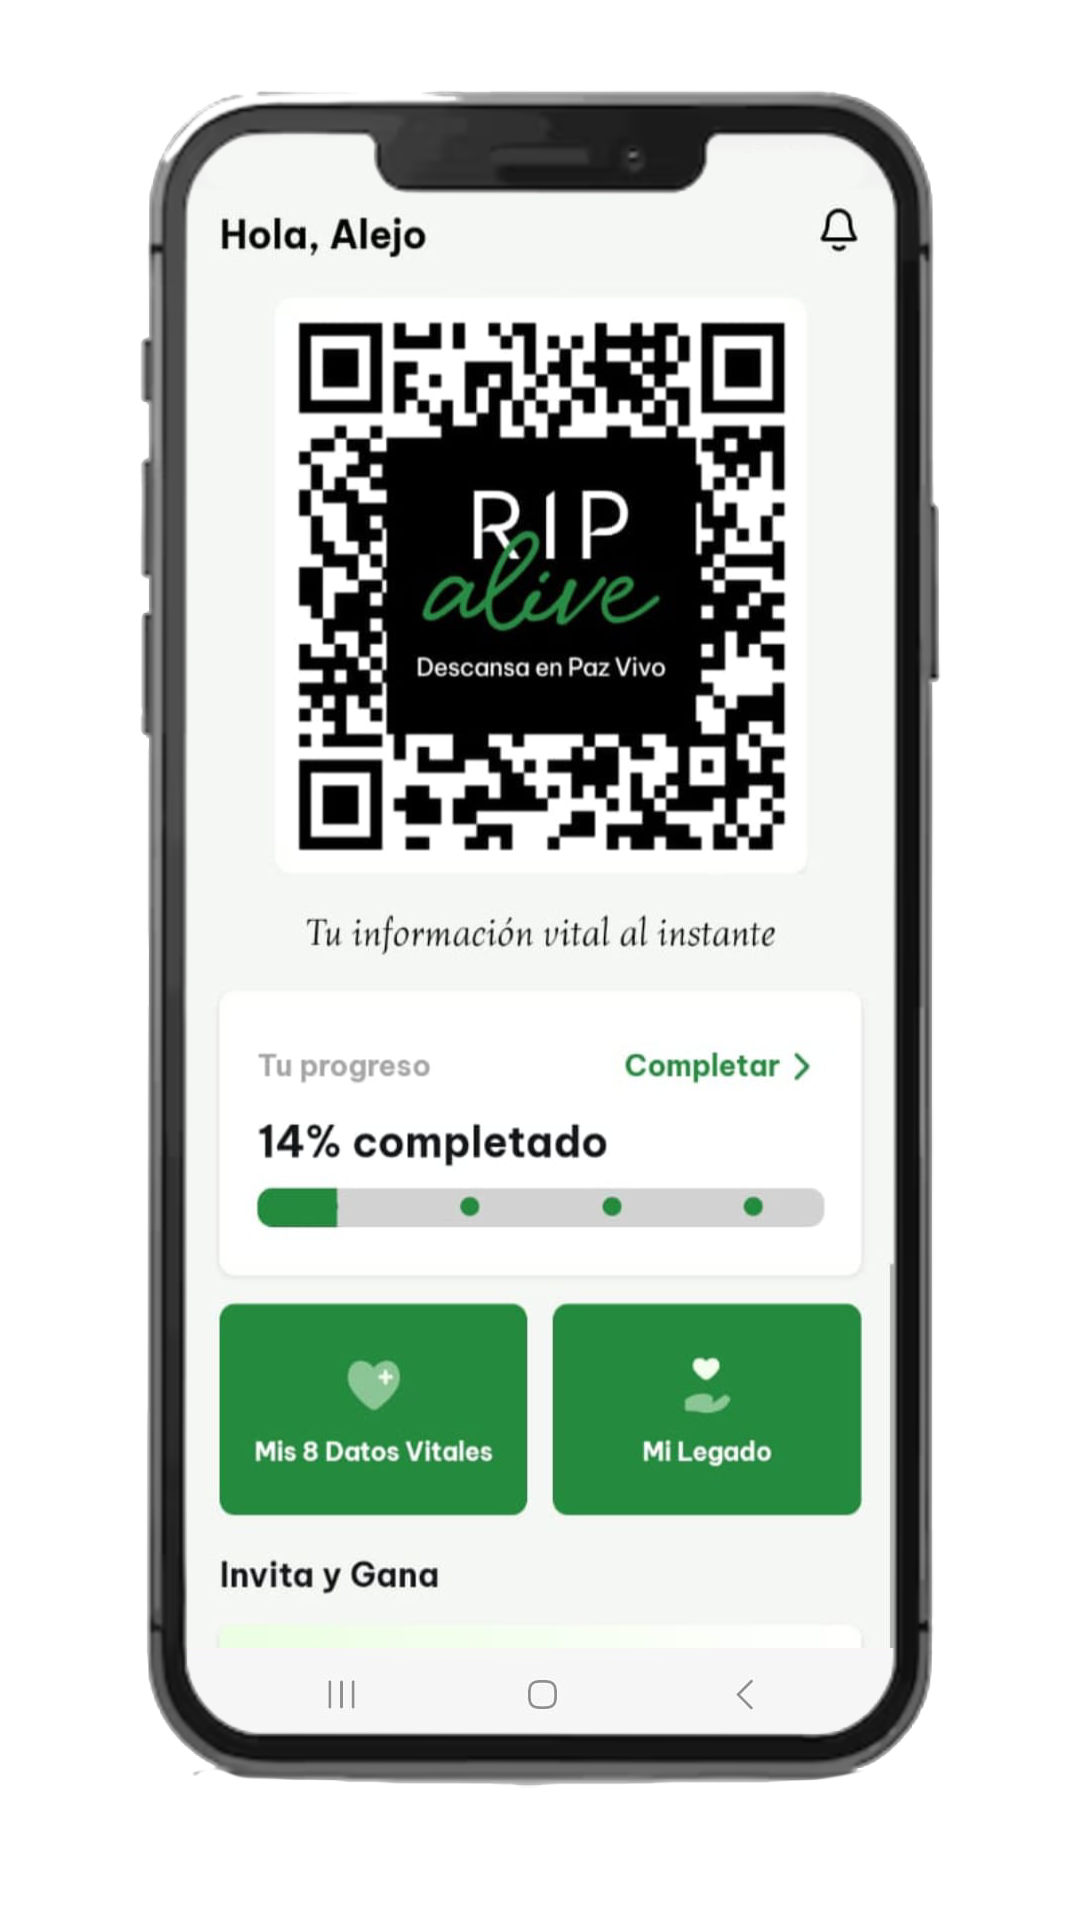 Hola, Alejo
RIP
alive
Descansa en Paz Vivo
Tu información vital al instante
Tu progreso
Completar
14% completado
Mis 8 Datos Vitales
Mi Legado
Invita y Gana